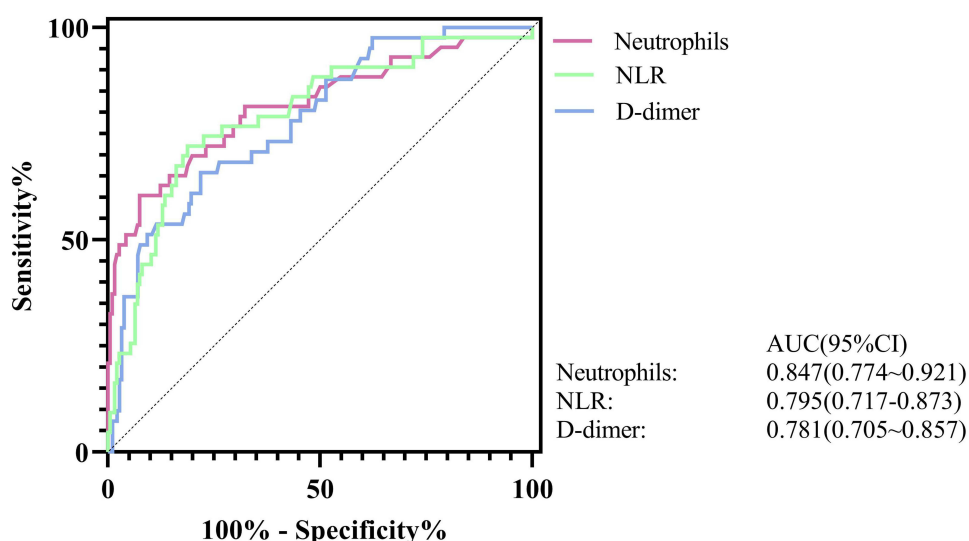 100
50
0
Sensitivity%
0 50 100
100% - Specificity%
Neutrophils
NLR
D-dimer
AUC(95%CI)
Neutrophils: 0.847(0.774~0.921)
NLR: 0.795(0.717-0.873)
D-dimer: 0.781(0.705~0.857)